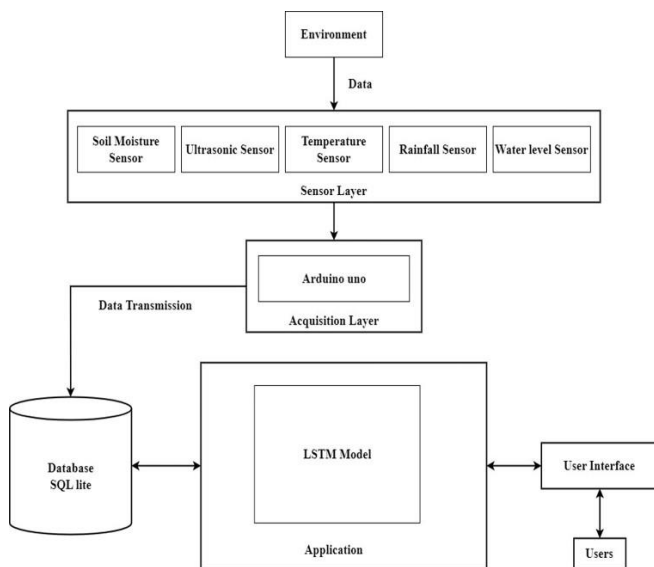 Environment
Data
Soil Moisture
Sensor
Ultrasonic Sensor
Temperature
Sensor
Rainfall Sensor
Water level Sensor
Sensor Layer
Arduino uno
Acquisition Layer
Data Transmission
Database
SQL lite
LSTM Model
Application
User Interface
Users